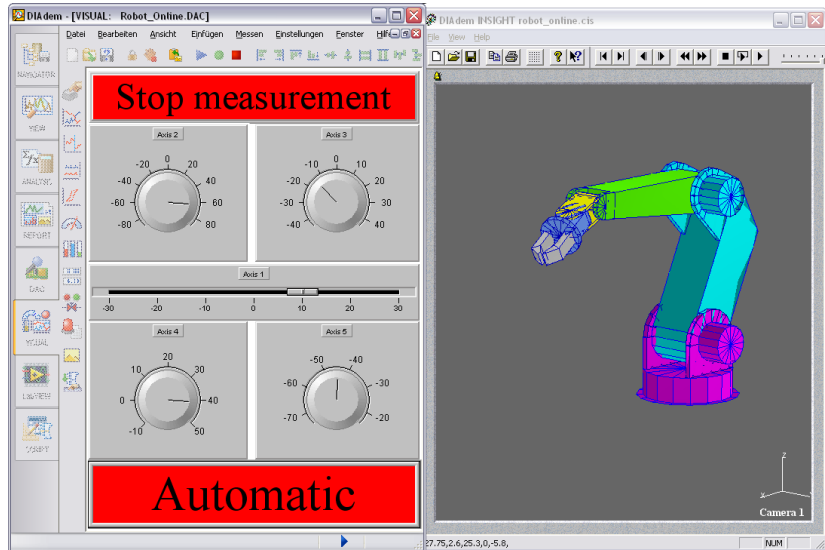 DIAdem - [VISUAL: Robot_Online.DAC]
Datei Bearbeiten Ansicht Einfügen Messen Einstellungen Fenster Hilfe
NAVIGATOR
VIEW
ANALYSIS
REPORT
DAC
VISUAL
LabVIEW
SCRIPT
Stop measurement
Axis 2
-80 -60 -40 -20 0 20 40 60 80
Axis 3
-40 -30 -20 -10 0 10 20 30 40
Axis 1
-30 -20 -10 0 10 20 30
Axis 4
-10 0 10 20 30 40 50
Axis 5
-70 -60 -50 -40 -30 -20
Automatic
DIAdem INSIGHT robot_online.cis
File View Help
z
x
Camera 1
27.75,2.6,25.3,0,-5.8,
NUM